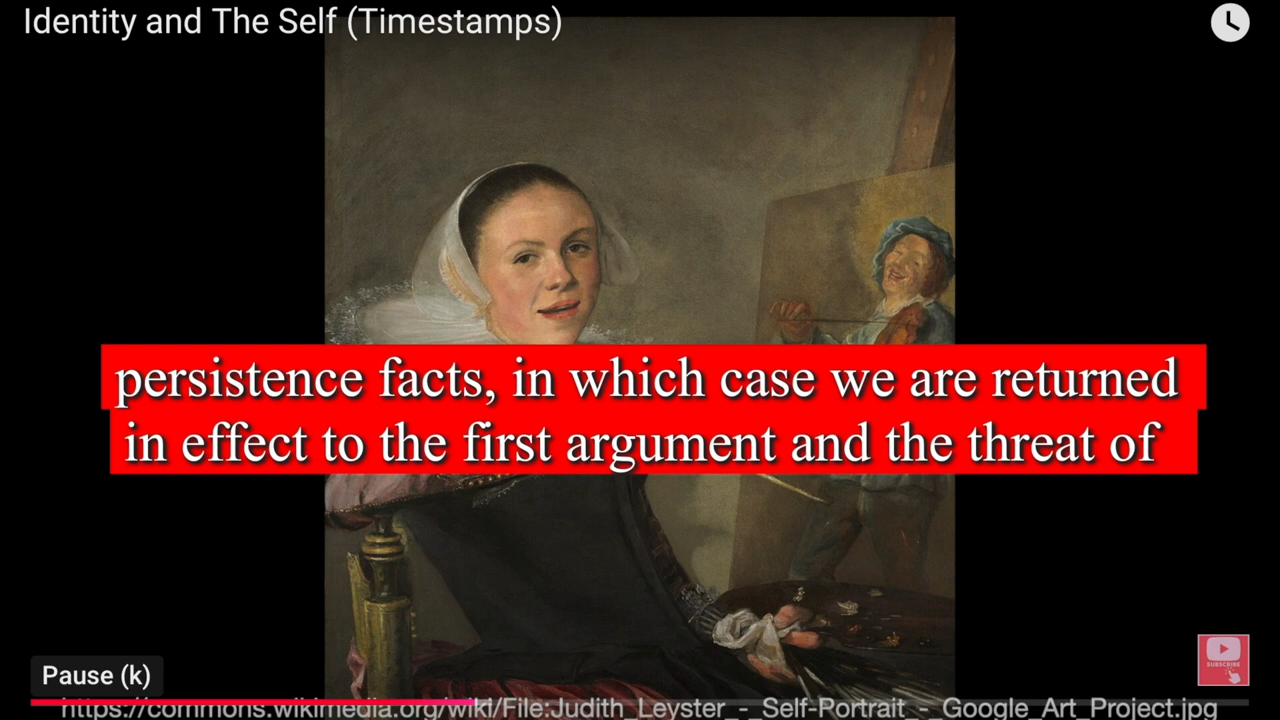 Identity and The Self (Timestamps)
persistence facts, in which case we are returned
in effect to the first argument and the threat of
SUBSCRIBE
Pause (k)
https://commons.wikimedia.org/wiki/File:Judith_Leyster_-_Self-Portrait_-_Google_Art_Project.jpg